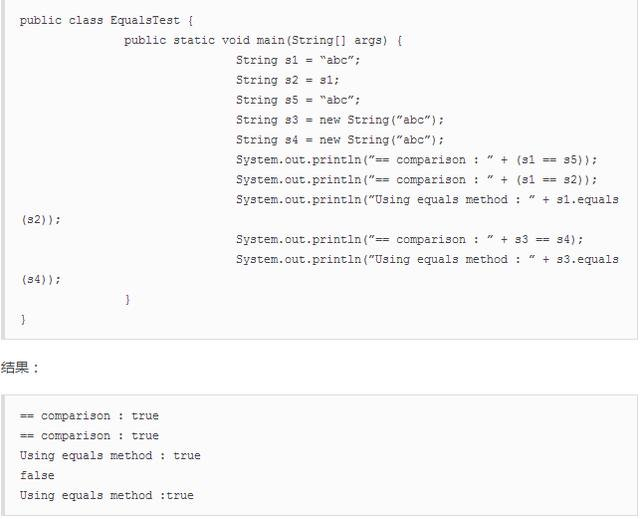 public class EqualsTest {
public static void main(String[] args) {
String s1 = “abc”;
String s2 = s1;
String s5 = “abc”;
String s3 = new String(”abc”);
String s4 = new String(”abc”);
System.out.println(”== comparison : ” + (s1 == s5));
System.out.println(”== comparison : ” + (s1 == s2));
System.out.println(”Using equals method : ” + s1.equals
(s2));
System.out.println(”== comparison : ” + s3 == s4);
System.out.println(”Using equals method : ” + s3.equals
(s4));
}
}
结果：
== comparison : true
== comparison : true
Using equals method : true
false
Using equals method :true